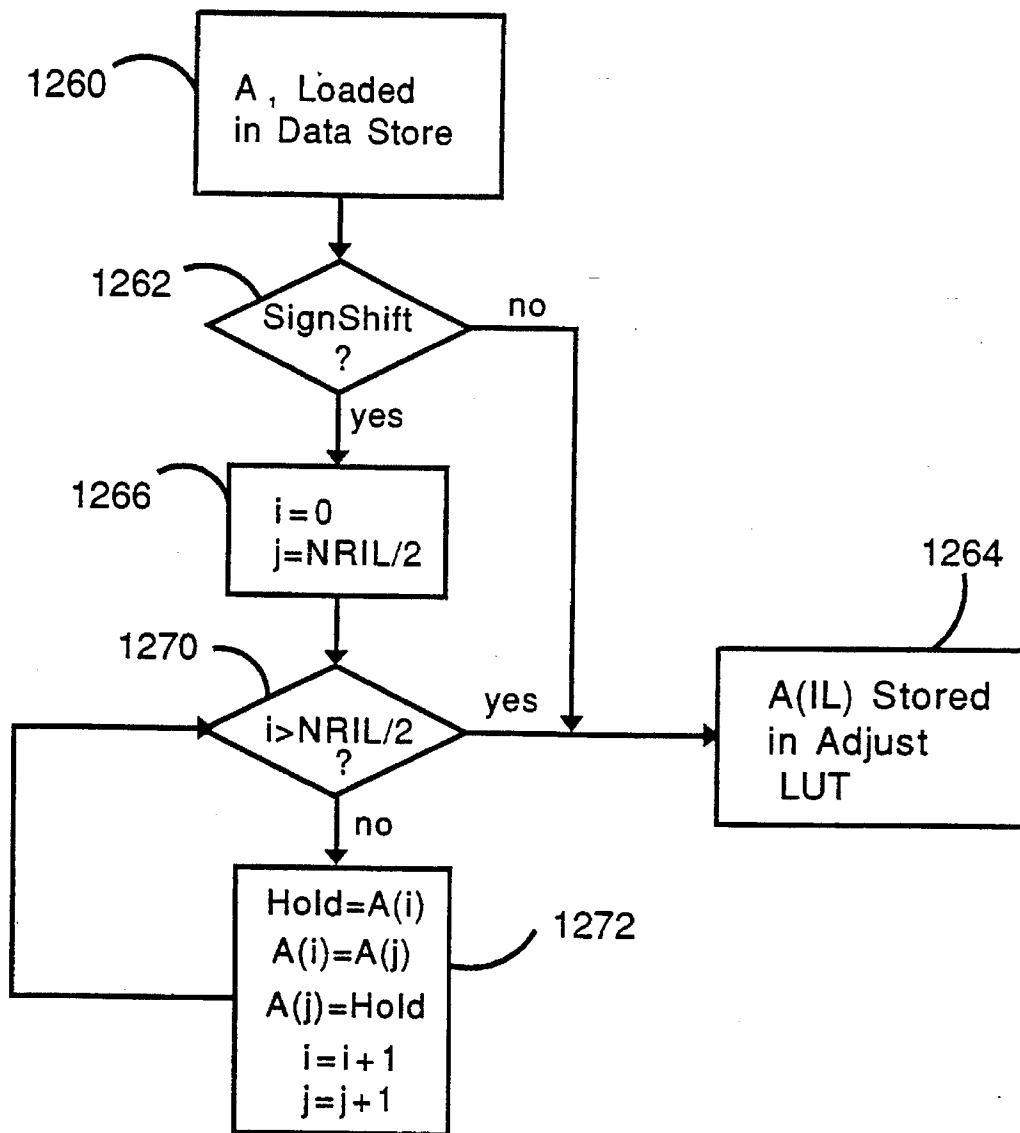 1260
A , Loaded
in Data Store
1262
SignShift
?
no
yes
1266
i=0
j=NRIL/2
1264
1270
i>NRIL/2
?
yes
A(IL) Stored
in Adjust
LUT
no
Hold=A(i)
A(i)=A(j)
A(j)=Hold
i=i+1
j=j+1
1272